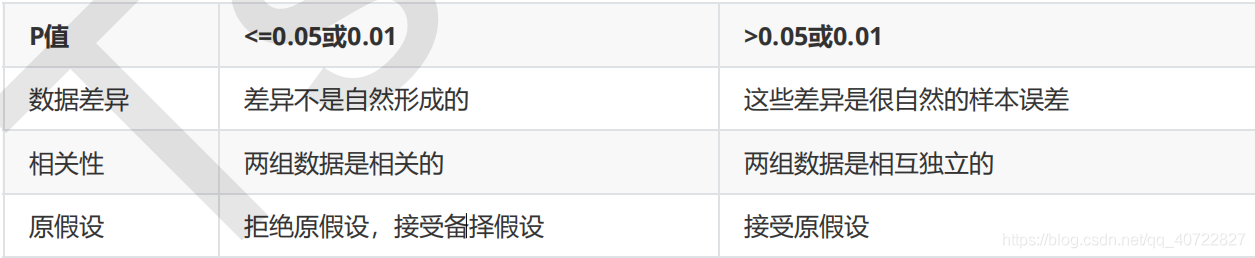 P值 <=0.05或0.01 >0.05或0.01
数据差异 差异不是自然形成的 这些差异是很自然的样本误差
相关性 两组数据是相关的 两组数据是相互独立的
原假设 拒绝原假设，接受备择假设 接受原假设
https://blog.csdn.net/qq_40722827